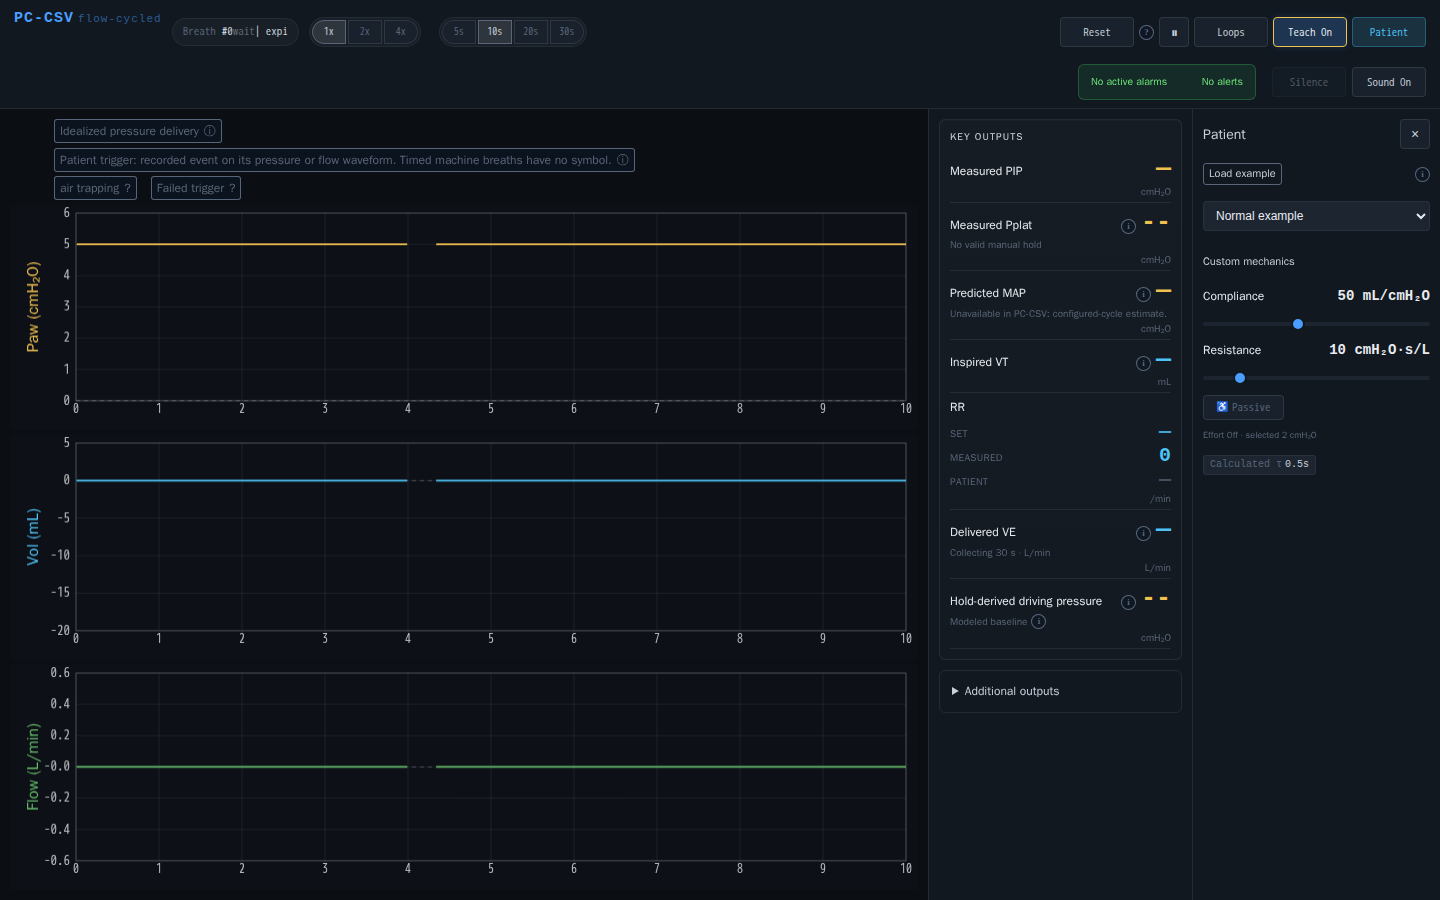 PC-CSV flow-cycled
Breath #0wait| expi
1x 2x 4x
5s 10s 20s 30s
Reset ? ⏸ Loops Teach On Patient
No active alarms No alerts
Silence Sound On
Idealized pressure delivery ⓘ
Patient trigger: recorded event on its pressure or flow waveform. Timed machine breaths have no symbol. ⓘ
air trapping ?
Failed trigger ?
Paw (cmH₂O)
6
5
4
3
2
1
0
0 1 2 3 4 5 6 7 8 9 10
Vol (mL)
5
0
-5
-10
-15
-20
0 1 2 3 4 5 6 7 8 9 10
Flow (L/min)
0.6
0.4
0.2
-0.0
-0.2
-0.4
-0.6
0 1 2 3 4 5 6 7 8 9 10
KEY OUTPUTS
Measured PIP —
cmH₂O
Measured Pplat i --
No valid manual hold
cmH₂O
Predicted MAP i —
Unavailable in PC-CSV: configured-cycle estimate.
cmH₂O
Inspired VT i —
mL
RR
SET —
MEASURED 0
PATIENT —
/min
Delivered VE i —
Collecting 30 s · L/min
L/min
Hold-derived driving pressure i --
Modeled baseline i
cmH₂O
▶ Additional outputs
Patient ×
Load example i
Normal example
Custom mechanics
Compliance 50 mL/cmH₂O
Resistance 10 cmH₂O·s/L
♿ Passive
Effort Off · selected 2 cmH₂O
Calculated τ 0.5s